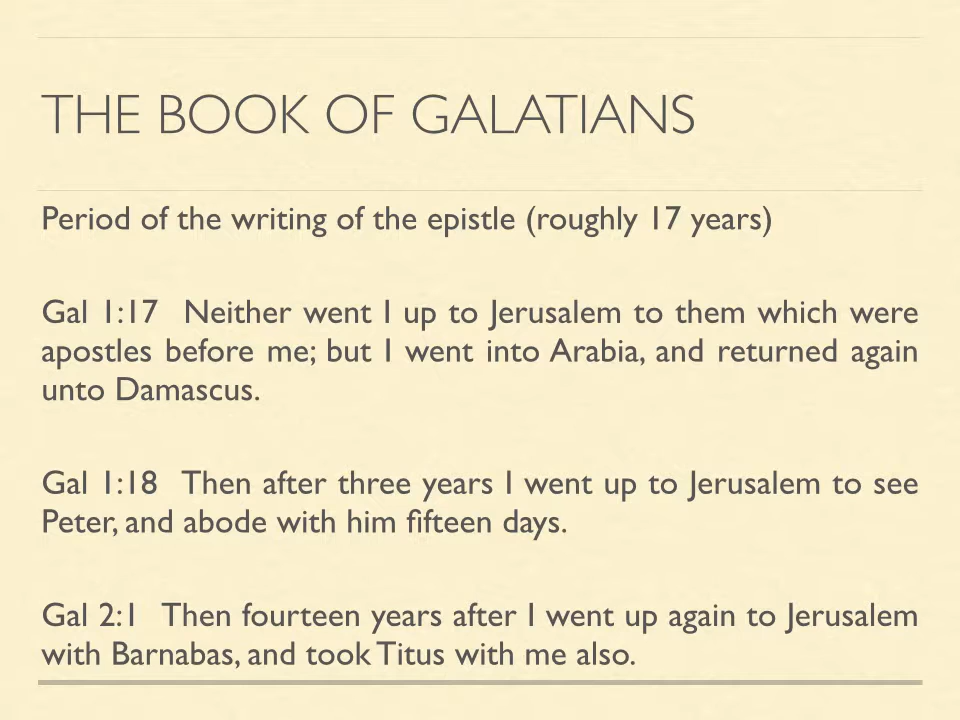 THE BOOK OF GALATIANS
Period of the writing of the epistle (roughly 17 years)
Gal 1:17 Neither went I up to Jerusalem to them which were
apostles before me; but I went into Arabia, and returned again
unto Damascus.
Gal 1:18 Then after three years I went up to Jerusalem to see
Peter, and abode with him fifteen days.
Gal 2:1 Then fourteen years after I went up again to Jerusalem
with Barnabas, and took Titus with me also.